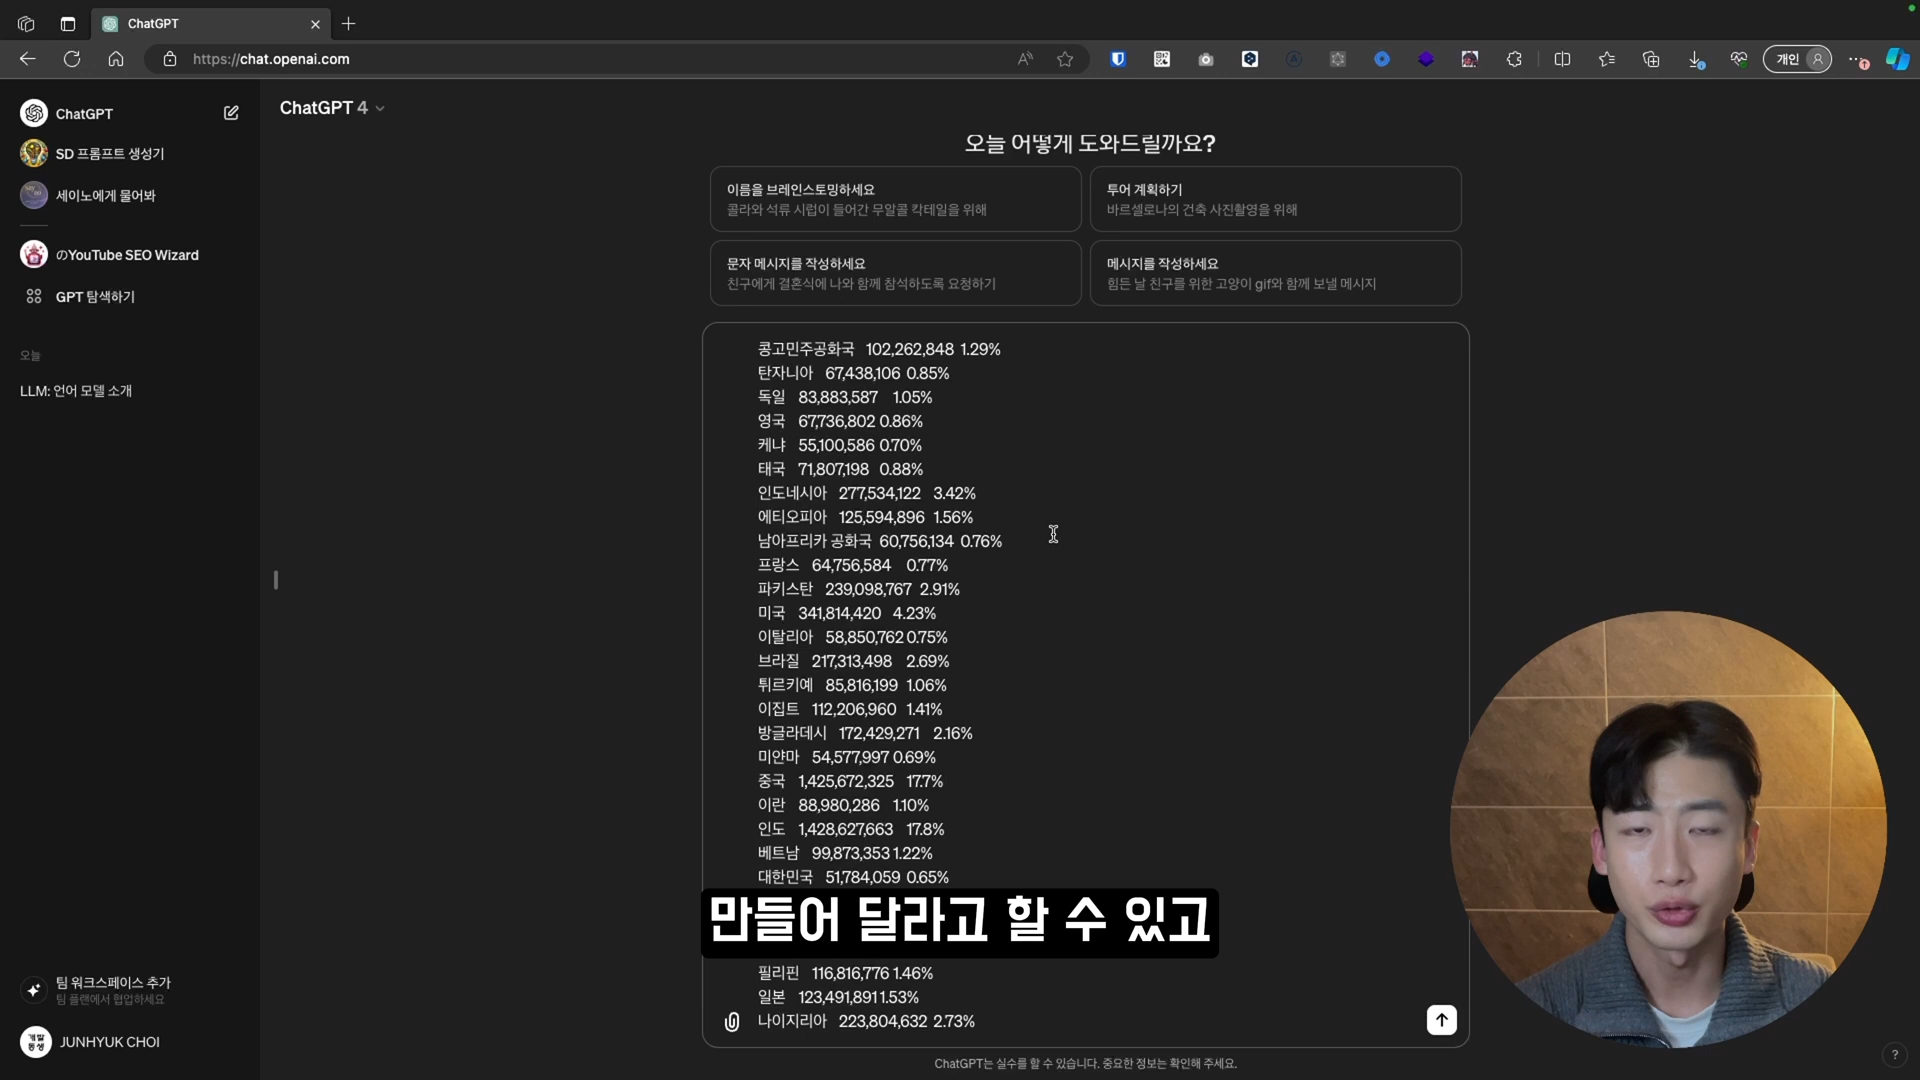 ChatGPT
https://chat.openai.com
개인
ChatGPT
SD 프롬프트 생성기
세이노에게 물어봐
のYouTube SEO Wizard
GPT 탐색하기
오늘
LLM: 언어 모델 소개
팀 워크스페이스 추가
팀 플랜에서 협업하세요
개발
동생
JUNHYUK CHOI
ChatGPT 4
오늘 어떻게 도와드릴까요?
이름을 브레인스토밍하세요
콜라와 석류 시럽이 들어간 무알콜 칵테일을 위해
투어 계획하기
바르셀로나의 건축 사진촬영을 위해
문자 메시지를 작성하세요
친구에게 결혼식에 나와 함께 참석하도록 요청하기
메시지를 작성하세요
힘든 날 친구를 위한 고양이 gif와 함께 보낼 메시지
콩고민주공화국 102,262,848 1.29%
탄자니아 67,438,106 0.85%
독일 83,883,587 1.05%
영국 67,736,802 0.86%
케냐 55,100,586 0.70%
태국 71,807,198 0.88%
인도네시아 277,534,122 3.42%
에티오피아 125,594,896 1.56%
남아프리카 공화국 60,756,134 0.76%
프랑스 64,756,584 0.77%
파키스탄 239,098,767 2.91%
미국 341,814,420 4.23%
이탈리아 58,850,762 0.75%
브라질 217,313,498 2.69%
튀르키예 85,816,199 1.06%
이집트 112,206,960 1.41%
방글라데시 172,429,271 2.16%
미얀마 54,577,997 0.69%
중국 1,425,672,325 17.7%
이란 88,980,286 1.10%
인도 1,428,627,663 17.8%
베트남 99,873,353 1.22%
대한민국 51,784,059 0.65%
만들어 달라고 할 수 있고
필리핀 116,816,776 1.46%
일본 123,491,891 1.53%
나이지리아 223,804,632 2.73%
ChatGPT는 실수를 할 수 있습니다. 중요한 정보는 확인해 주세요.
?